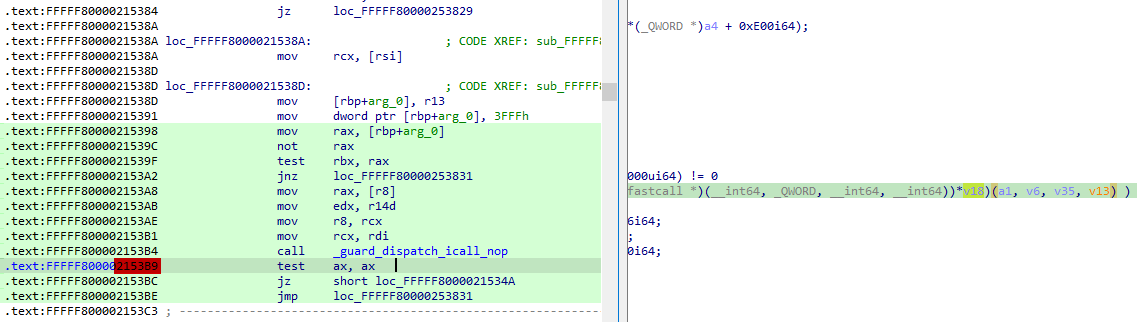 .text:FFFFF80000215384 jz loc_FFFFF80000253829
.text:FFFFF8000021538A
.text:FFFFF8000021538A loc_FFFFF8000021538A: ; CODE XREF: sub_FFFFF8
.text:FFFFF8000021538A mov rcx, [rsi]
.text:FFFFF8000021538D
.text:FFFFF8000021538D loc_FFFFF8000021538D: ; CODE XREF: sub_FFFFF8
.text:FFFFF8000021538D mov [rbp+arg_0], r13
.text:FFFFF80000215391 mov dword ptr [rbp+arg_0], 3FFFh
.text:FFFFF80000215398 mov rax, [rbp+arg_0]
.text:FFFFF8000021539C not rax
.text:FFFFF8000021539F test rbx, rax
.text:FFFFF800002153A2 jnz loc_FFFFF80000253831
.text:FFFFF800002153A8 mov rax, [r8]
.text:FFFFF800002153AB mov edx, r14d
.text:FFFFF800002153AE mov r8, rcx
.text:FFFFF800002153B1 mov rcx, rdi
.text:FFFFF800002153B4 call _guard_dispatch_icall_nop
.text:FFFFF800002153B9 test ax, ax
.text:FFFFF800002153BC jz short loc_FFFFF8000021534A
.text:FFFFF800002153BE jmp loc_FFFFF80000253831
.text:FFFFF800002153C3 ; ---------------------------------------------------------------
*(_QWORD *)a4 + 0xE00i64);
000ui64) != 0
fastcall *)(__int64, _QWORD, __int64, __int64))*v18)(a1, v6, v35, v13) )
6i64;
;
0i64;